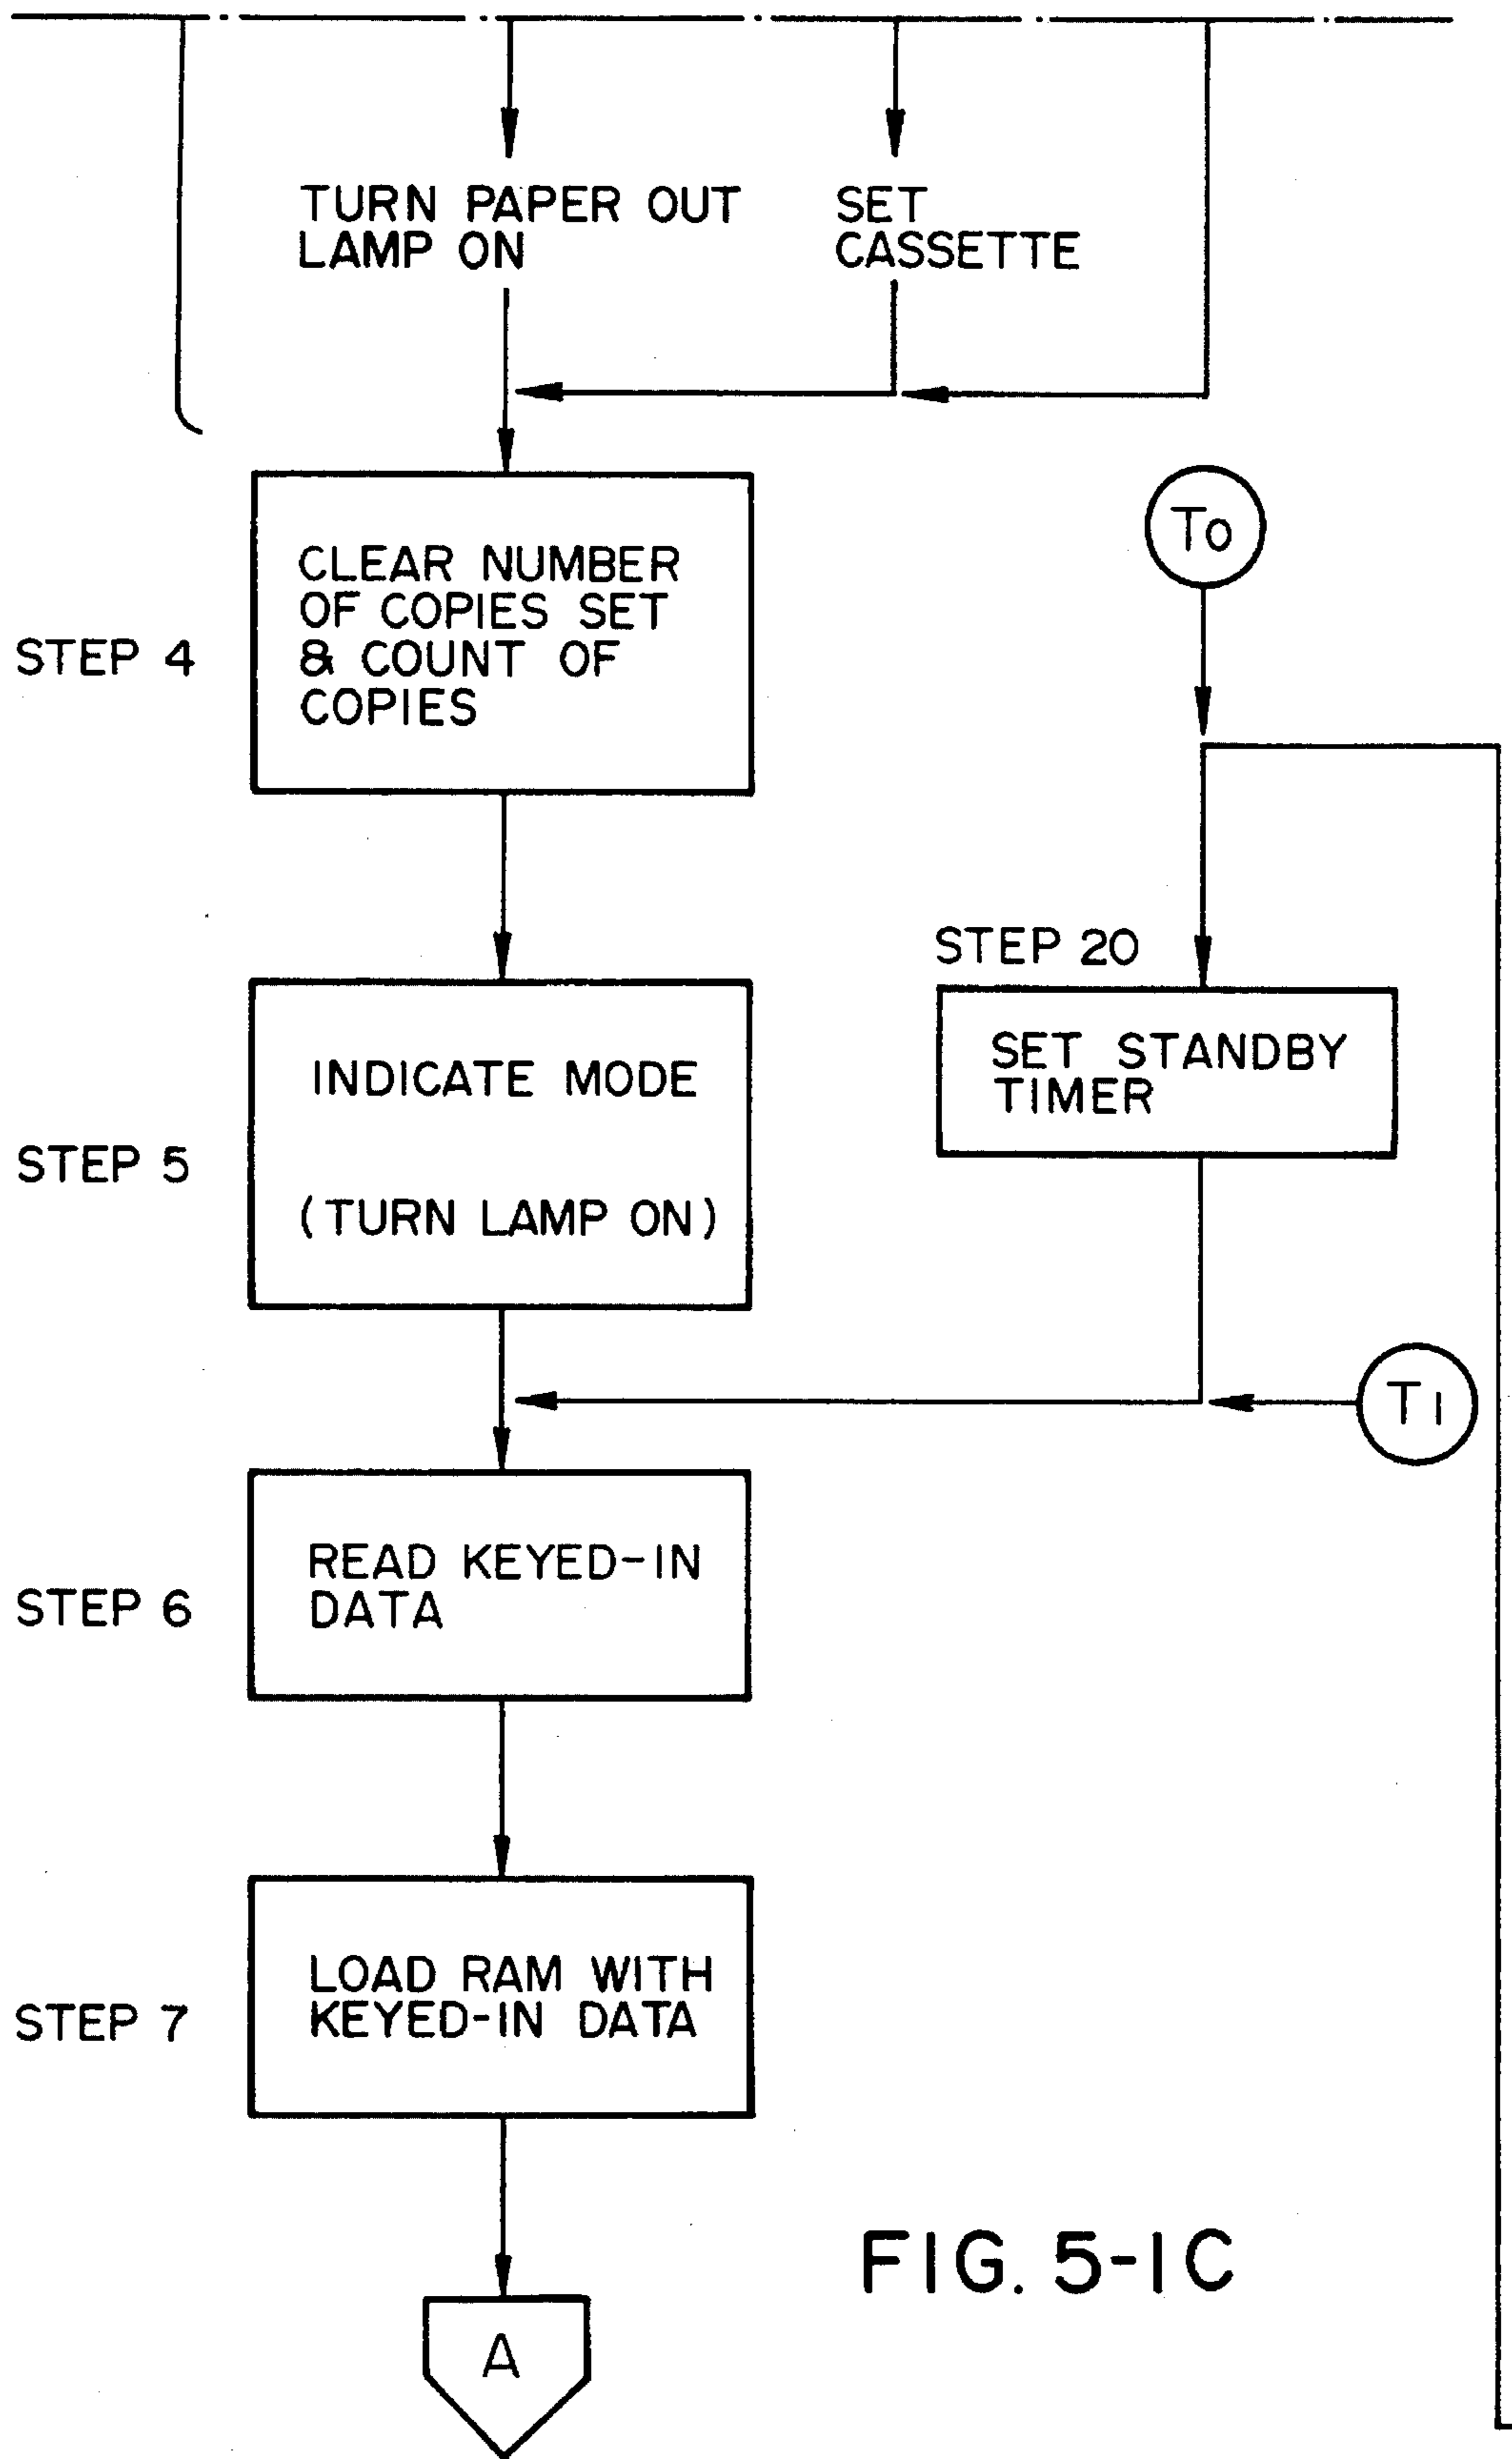 TURN PAPER OUT
LAMP ON
SET
CASSETTE
STEP 4
CLEAR NUMBER
OF COPIES SET
& COUNT OF
COPIES
T0
STEP 20
SET STANDBY
TIMER
STEP 5
INDICATE MODE
(TURN LAMP ON)
T1
STEP 6
READ KEYED-IN
DATA
STEP 7
LOAD RAM WITH
KEYED-IN DATA
A
FIG. 5-1C